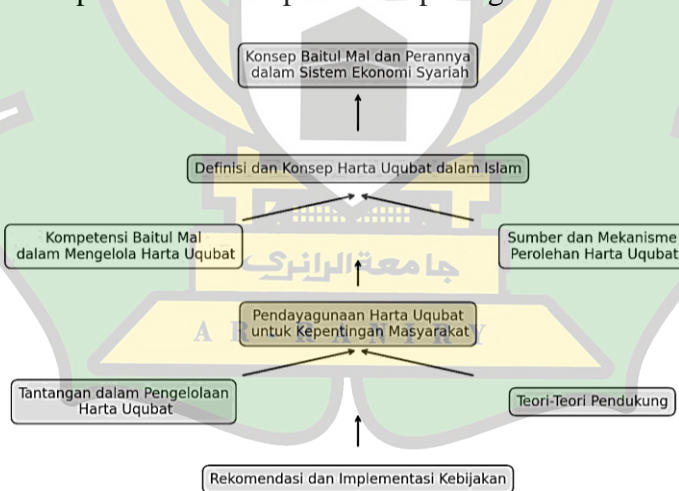 Konsep Baitul Mal dan Perannya
dalam Sistem Ekonomi Syariah
Definisi dan Konsep Harta Uqubat dalam Islam
Kompetensi Baitul Mal
dalam Mengelola Harta Uqubat
Sumber dan Mekanisme
Perolehan Harta Uqubat
جامعة الرانري
Pendayagunaan Harta Uqubat
untuk Kepentingan Masyarakat
A R - R A N I R Y
Tantangan dalam Pengelolaan
Harta Uqubat
Teori-Teori Pendukung
Rekomendasi dan Implementasi Kebijakan